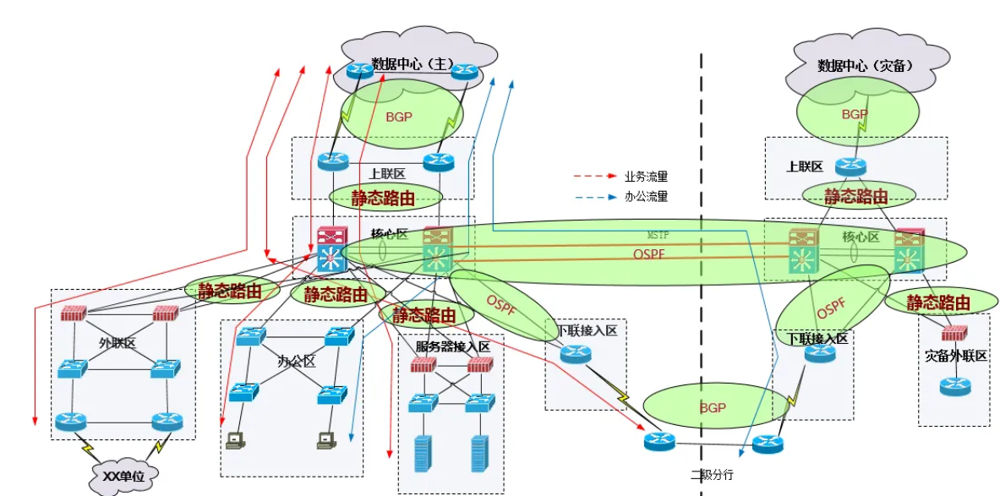 数据中心（主）
数据中心（灾备）
BGP
BGP
上联区
上联区
业务流量
办公流量
静态路由
静态路由
核心区
MSTP
核心区
OSPF
静态路由
静态路由
静态路由
OSPF
OSPF
静态路由
外联区
办公区
服务器接入区
下联接入区
下联接入区
灾备外联区
BGP
XX单位
二级分行